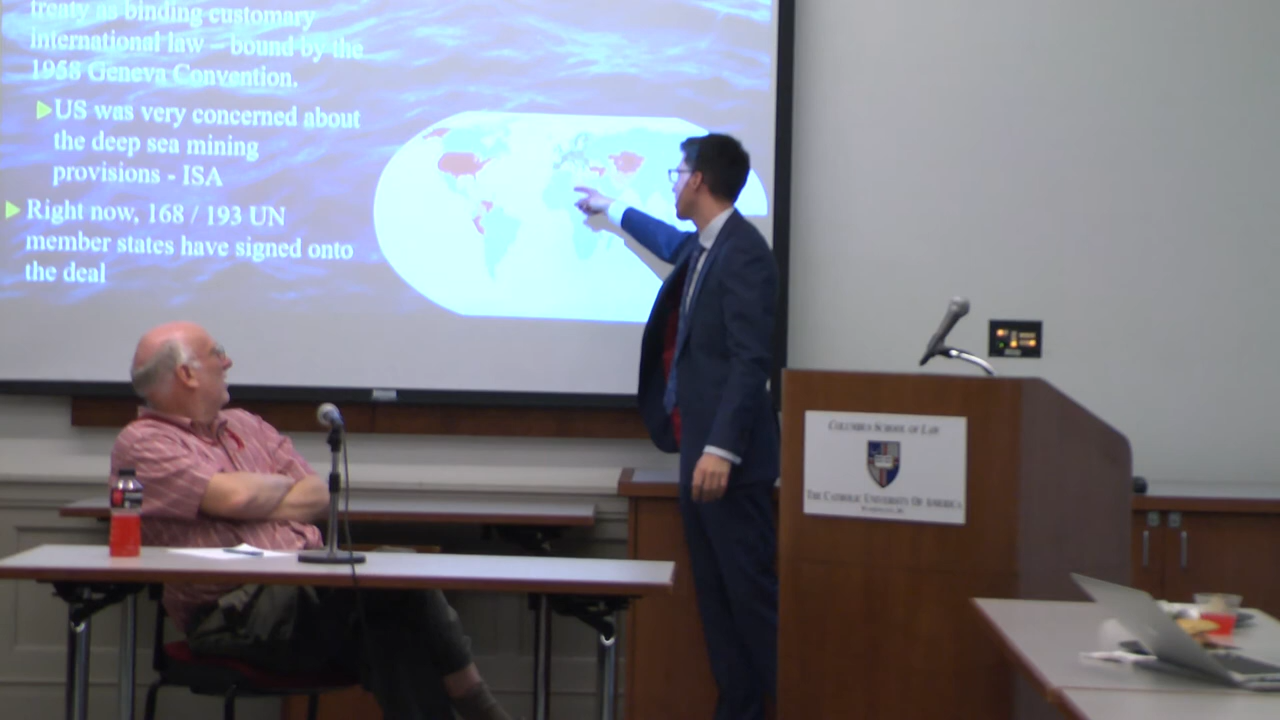 treaty as binding customary
international law – bound by the
1958 Geneva Convention.
US was very concerned about
the deep sea mining
provisions - ISA
Right now, 168 / 193 UN
member states have signed onto
the deal
COLUMBUS SCHOOL OF LAW
THE CATHOLIC UNIVERSITY OF AMERICA